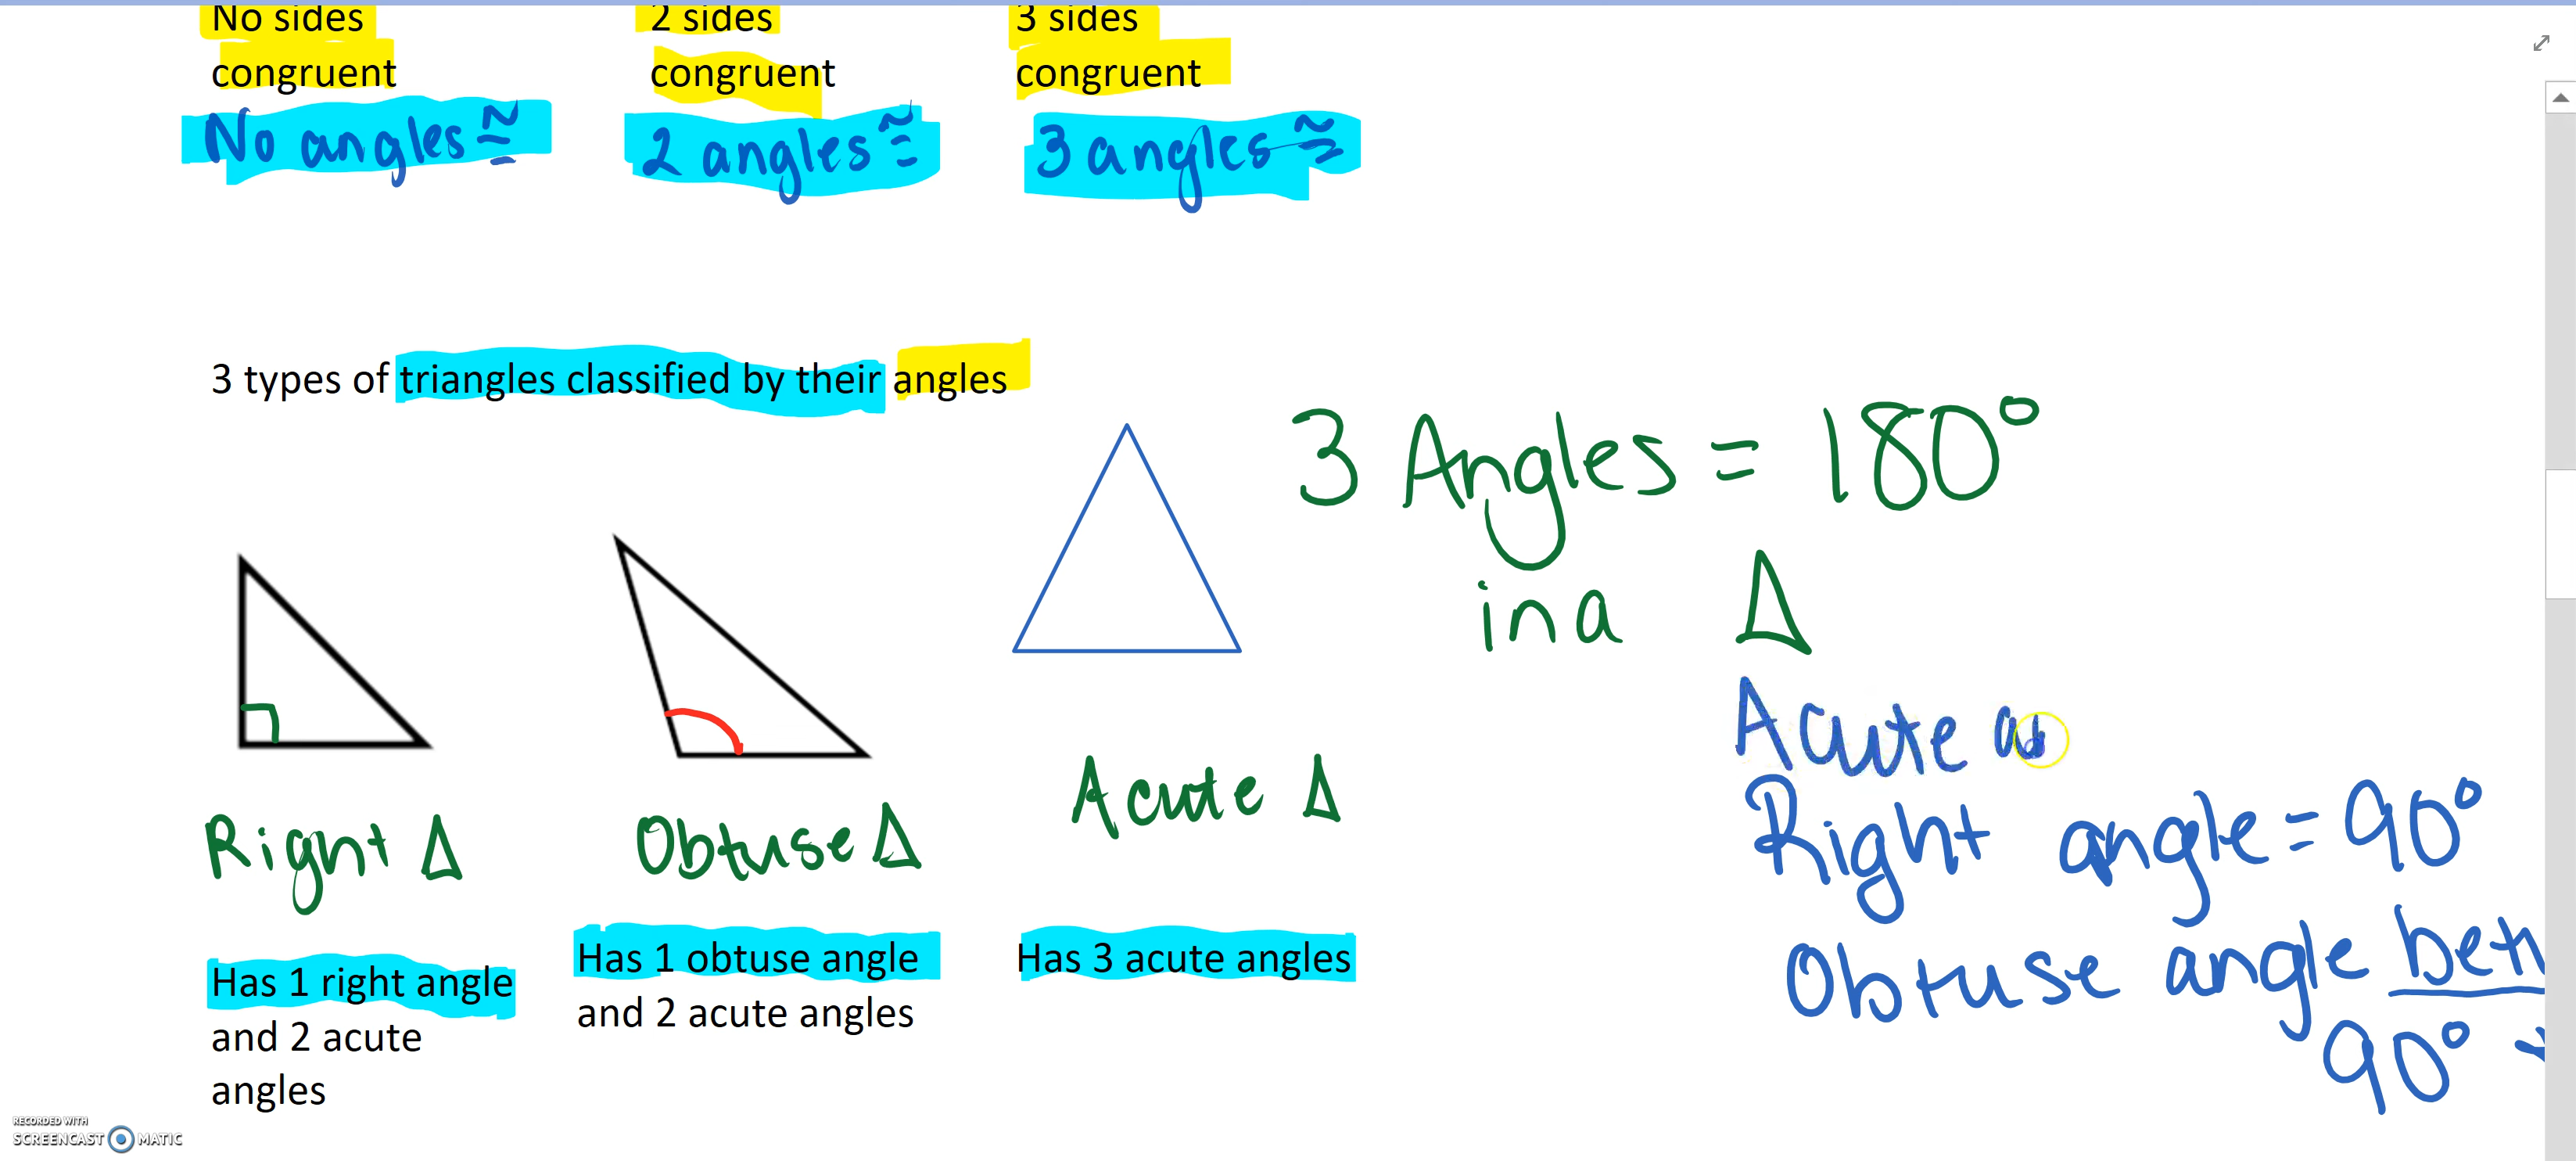 No sides
congruent
No angles ≅
2 sides
congruent
2 angles ≅
3 sides
congruent
3 angles ≅
3 types of triangles classified by their angles
3 Angles = 180°
in a Δ
Right Δ
Has 1 right angle
and 2 acute
angles
Obtuse Δ
Has 1 obtuse angle
and 2 acute angles
Acute Δ
Has 3 acute angles
Acute
Right angle = 90°
Obtuse angle
90°
RECORDED WITH
SCREENCAST MATIC